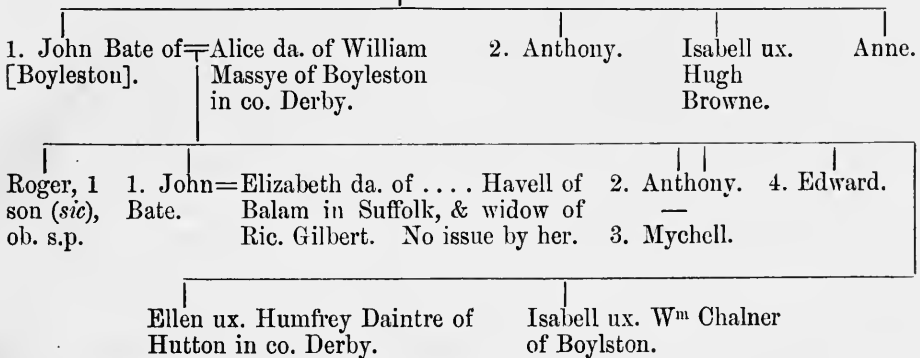 1. John Bate of=Alice da. of William 2. Anthony. Isabell ux. Anne.
[Boyleston]. Massye of Boyleston Hugh
in co. Derby. Browne.
Roger, 1 1. John=Elizabeth da. of .... Havell of 2. Anthony. 4. Edward.
son (sic), Bate. Balam in Suffolk, & widow of —
ob. s.p. Ric. Gilbert. No issue by her. 3. Mychell.
Ellen ux. Humfrey Daintre of Isabell ux. Wm Chalner
Hutton in co. Derby. of Boylston.